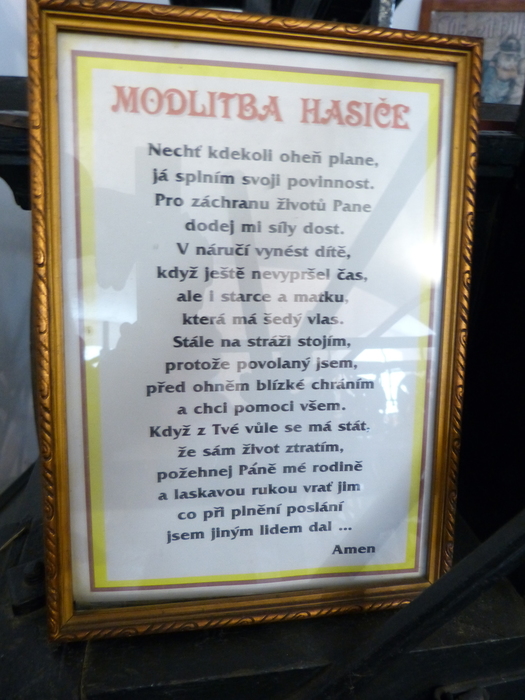 MODLITBA HASIČE
Nechť kdekoli oheň plane,
já splním svoji povinnost.
Pro záchranu životů Pane
dodej mi síly dost.
V náručí vynést dítě,
když ještě nevypršel čas,
ale i starce a matku,
která má šedý vlas.
Stále na stráži stojím,
protože povolaný jsem,
před ohněm blízké chráním
a chci pomoci všem.
Když z Tvé vůle se má stát,
že sám život ztratím,
požehnej Páně mé rodině
a laskavou rukou vrať jim
co při plnění poslání
jsem jiným lidem dal ...
Amen